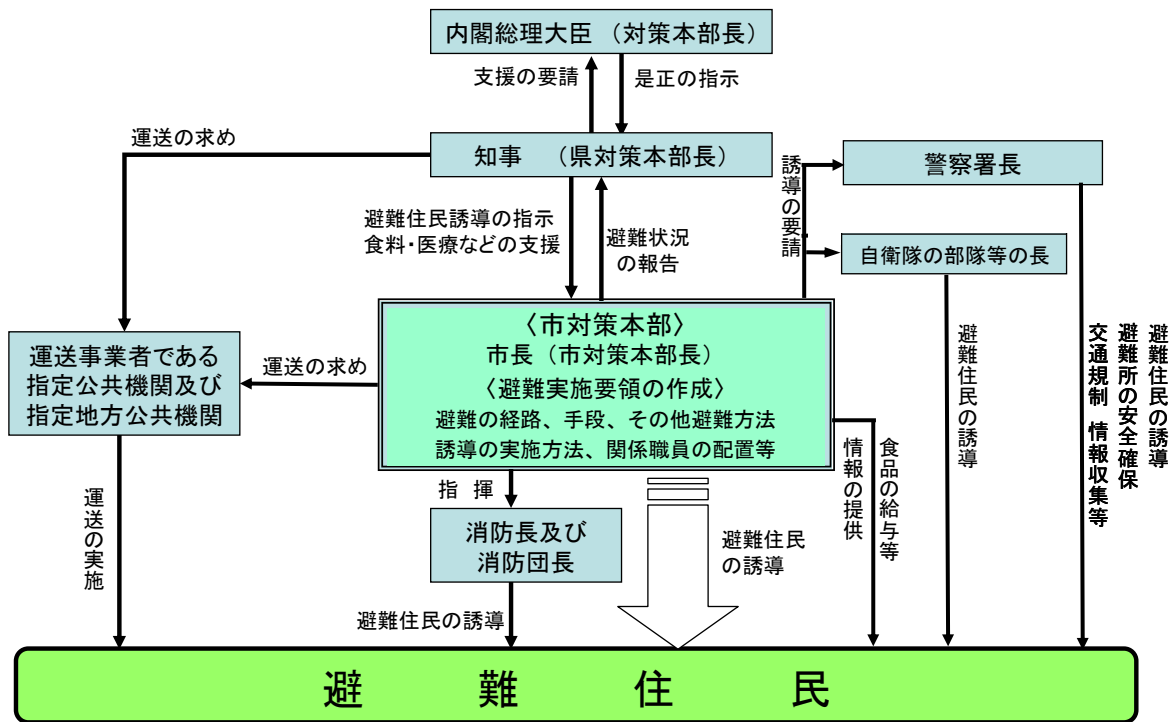 内閣総理大臣 (対策本部長)
支援の要請
是正の指示
運送の求め
知事 (県対策本部長)
誘導の要請
警察署長
避難住民誘導の指示
食料・医療などの支援
避難状況
の報告
自衛隊の部隊等の長
〈市対策本部〉
市長(市対策本部長)
〈避難実施要領の作成〉
避難の経路、手段、その他避難方法
誘導の実施方法、関係職員の配置等
運送事業者である
指定公共機関及び
指定地方公共機関
運送の求め
避難住民の誘導
避難住民の誘導
避難所の安全確保
交通規制 情報収集等
食品の給与等
情報の提供
指 揮
消防長及び
消防団長
避難住民
の誘導
運送の実施
避難住民の誘導
避 難 住 民